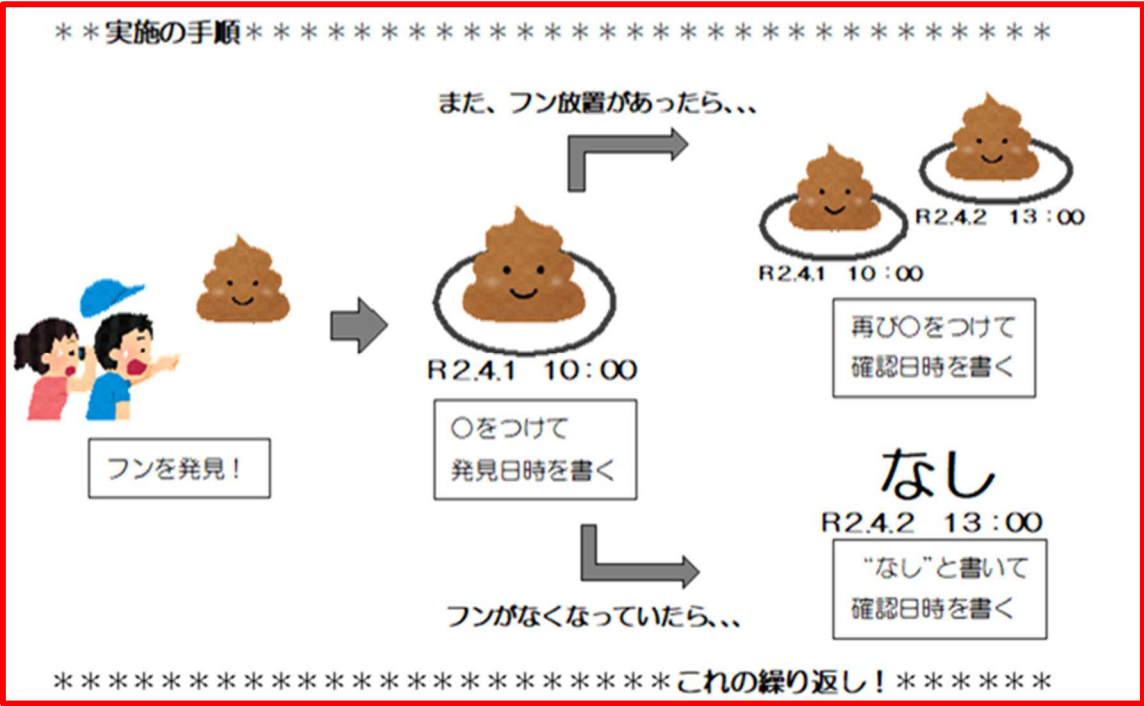 ＊＊実施の手順＊＊＊＊＊＊＊＊＊＊＊＊＊＊＊＊＊＊＊＊＊＊＊＊＊＊＊＊＊＊
また、フン放置があったら、、、
R2.4.2 13：00
R2.4.1 10：00
再び〇をつけて
確認日時を書く
R2.4.1 10：00
〇をつけて
発見日時を書く
フンを発見！
なし
R2.4.2 13：00
“なし”と書いて
確認日時を書く
フンがなくなっていたら、、、
＊＊＊＊＊＊＊＊＊＊＊＊＊＊＊＊＊＊＊＊＊＊＊これの繰り返し！＊＊＊＊＊＊